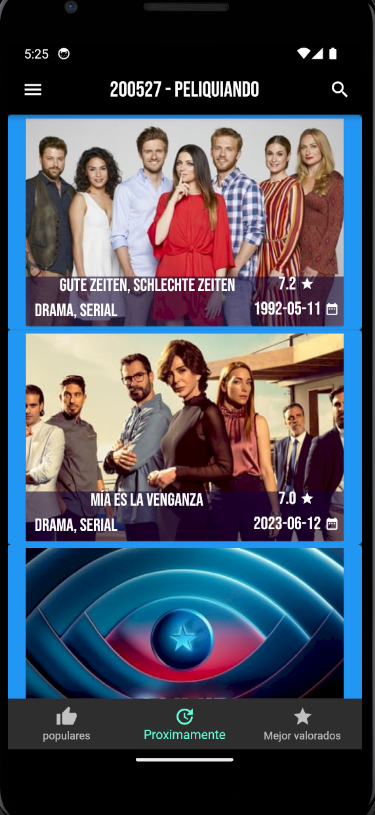 5:25
200527 - PELIQUIANDO
GUTE ZEITEN, SCHLECHTE ZEITEN 7.2
DRAMA, SERIAL 1992-05-11
MÍA ES LA VENGANZA 7.0
DRAMA, SERIAL 2023-06-12
populares Proximamente Mejor valorados